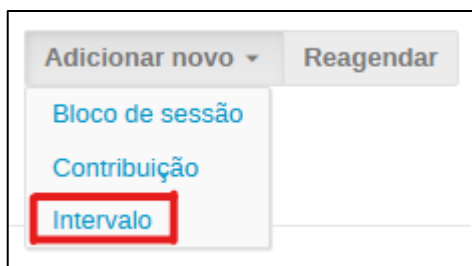 Adicionar novo Reagendar
Bloco de sessão
Contribuição
Intervalo